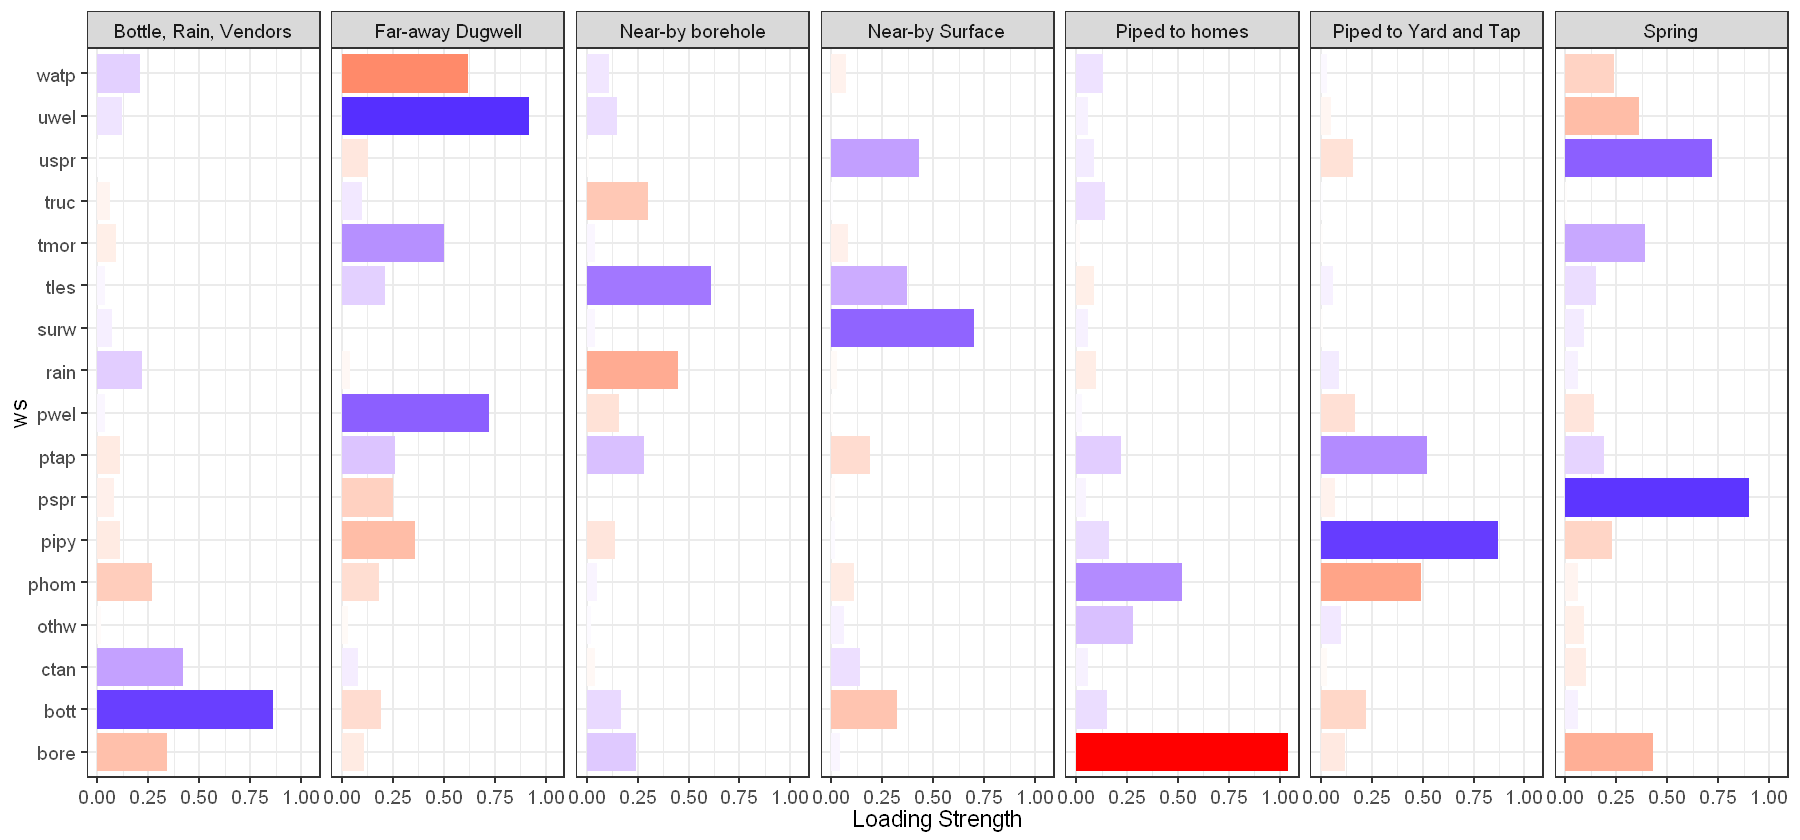 Bottle, Rain, Vendors Far-away Dugwell Near-by borehole Near-by Surface Piped to homes Piped to Yard and Tap Spring
watp
uwel
uspr
truc
tmor
tles
surw
rain
pwel
ptap
pspr
pipy
phom
othw
ctan
bott
bore
ws
0.00 0.25 0.50 0.75 1.00 0.00 0.25 0.50 0.75 1.00 0.00 0.25 0.50 0.75 1.00 0.00 0.25 0.50 0.75 1.00 0.00 0.25 0.50 0.75 1.00 0.00 0.25 0.50 0.75 1.00 0.00 0.25 0.50 0.75 1.00
Loading Strength